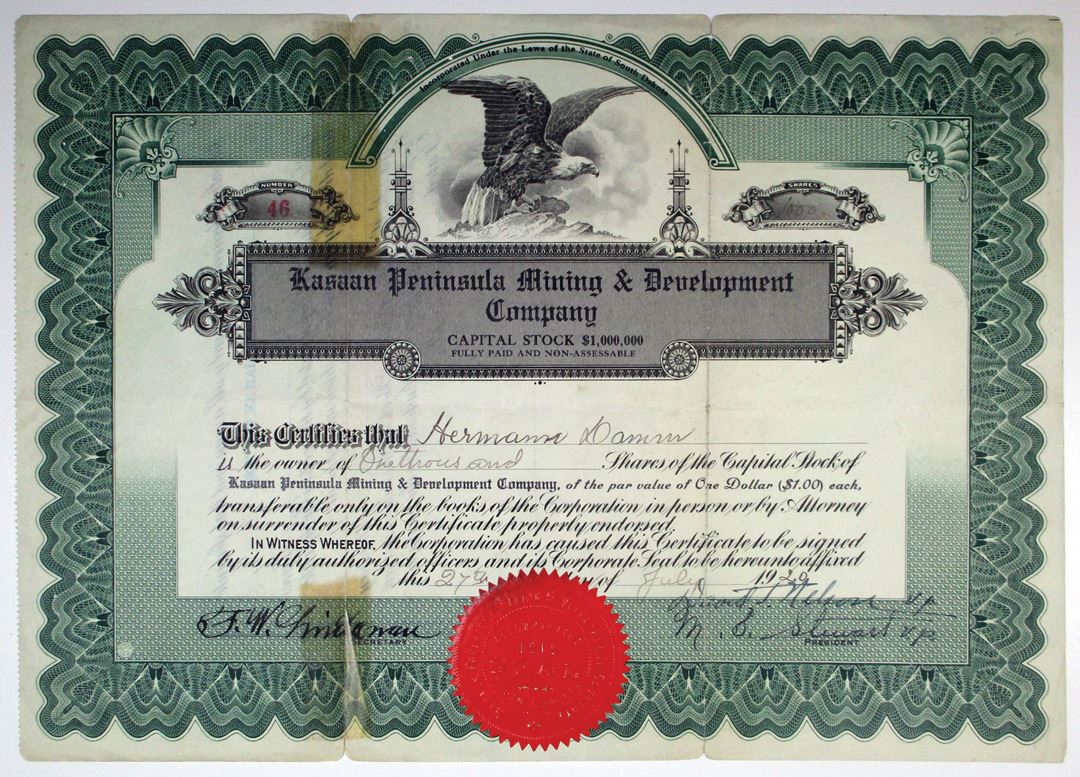 Incorporated Under the Laws of the State of South Dakota
NUMBER
46
SHARES
Kasaan Peninsula Mining & Development
Company
CAPITAL STOCK $1,000,000
FULLY PAID AND NON-ASSESSABLE
This Certifies that Hermann Damm
is the owner of One thousand Shares of the Capital Stock of
Kasaan Peninsula Mining & Development Company, of the par value of One Dollar ($1.00) each,
transferable only on the books of the Corporation in person or by Attorney
on surrender of this Certificate properly endorsed.
IN WITNESS WHEREOF, the Corporation has caused this Certificate to be signed
by its duly authorized officers and its Corporate Seal to be hereunto affixed
this 27th of July 1920
F. W.
SECRETARY
M. E. Stewart v.p.
PRESIDENT
1919